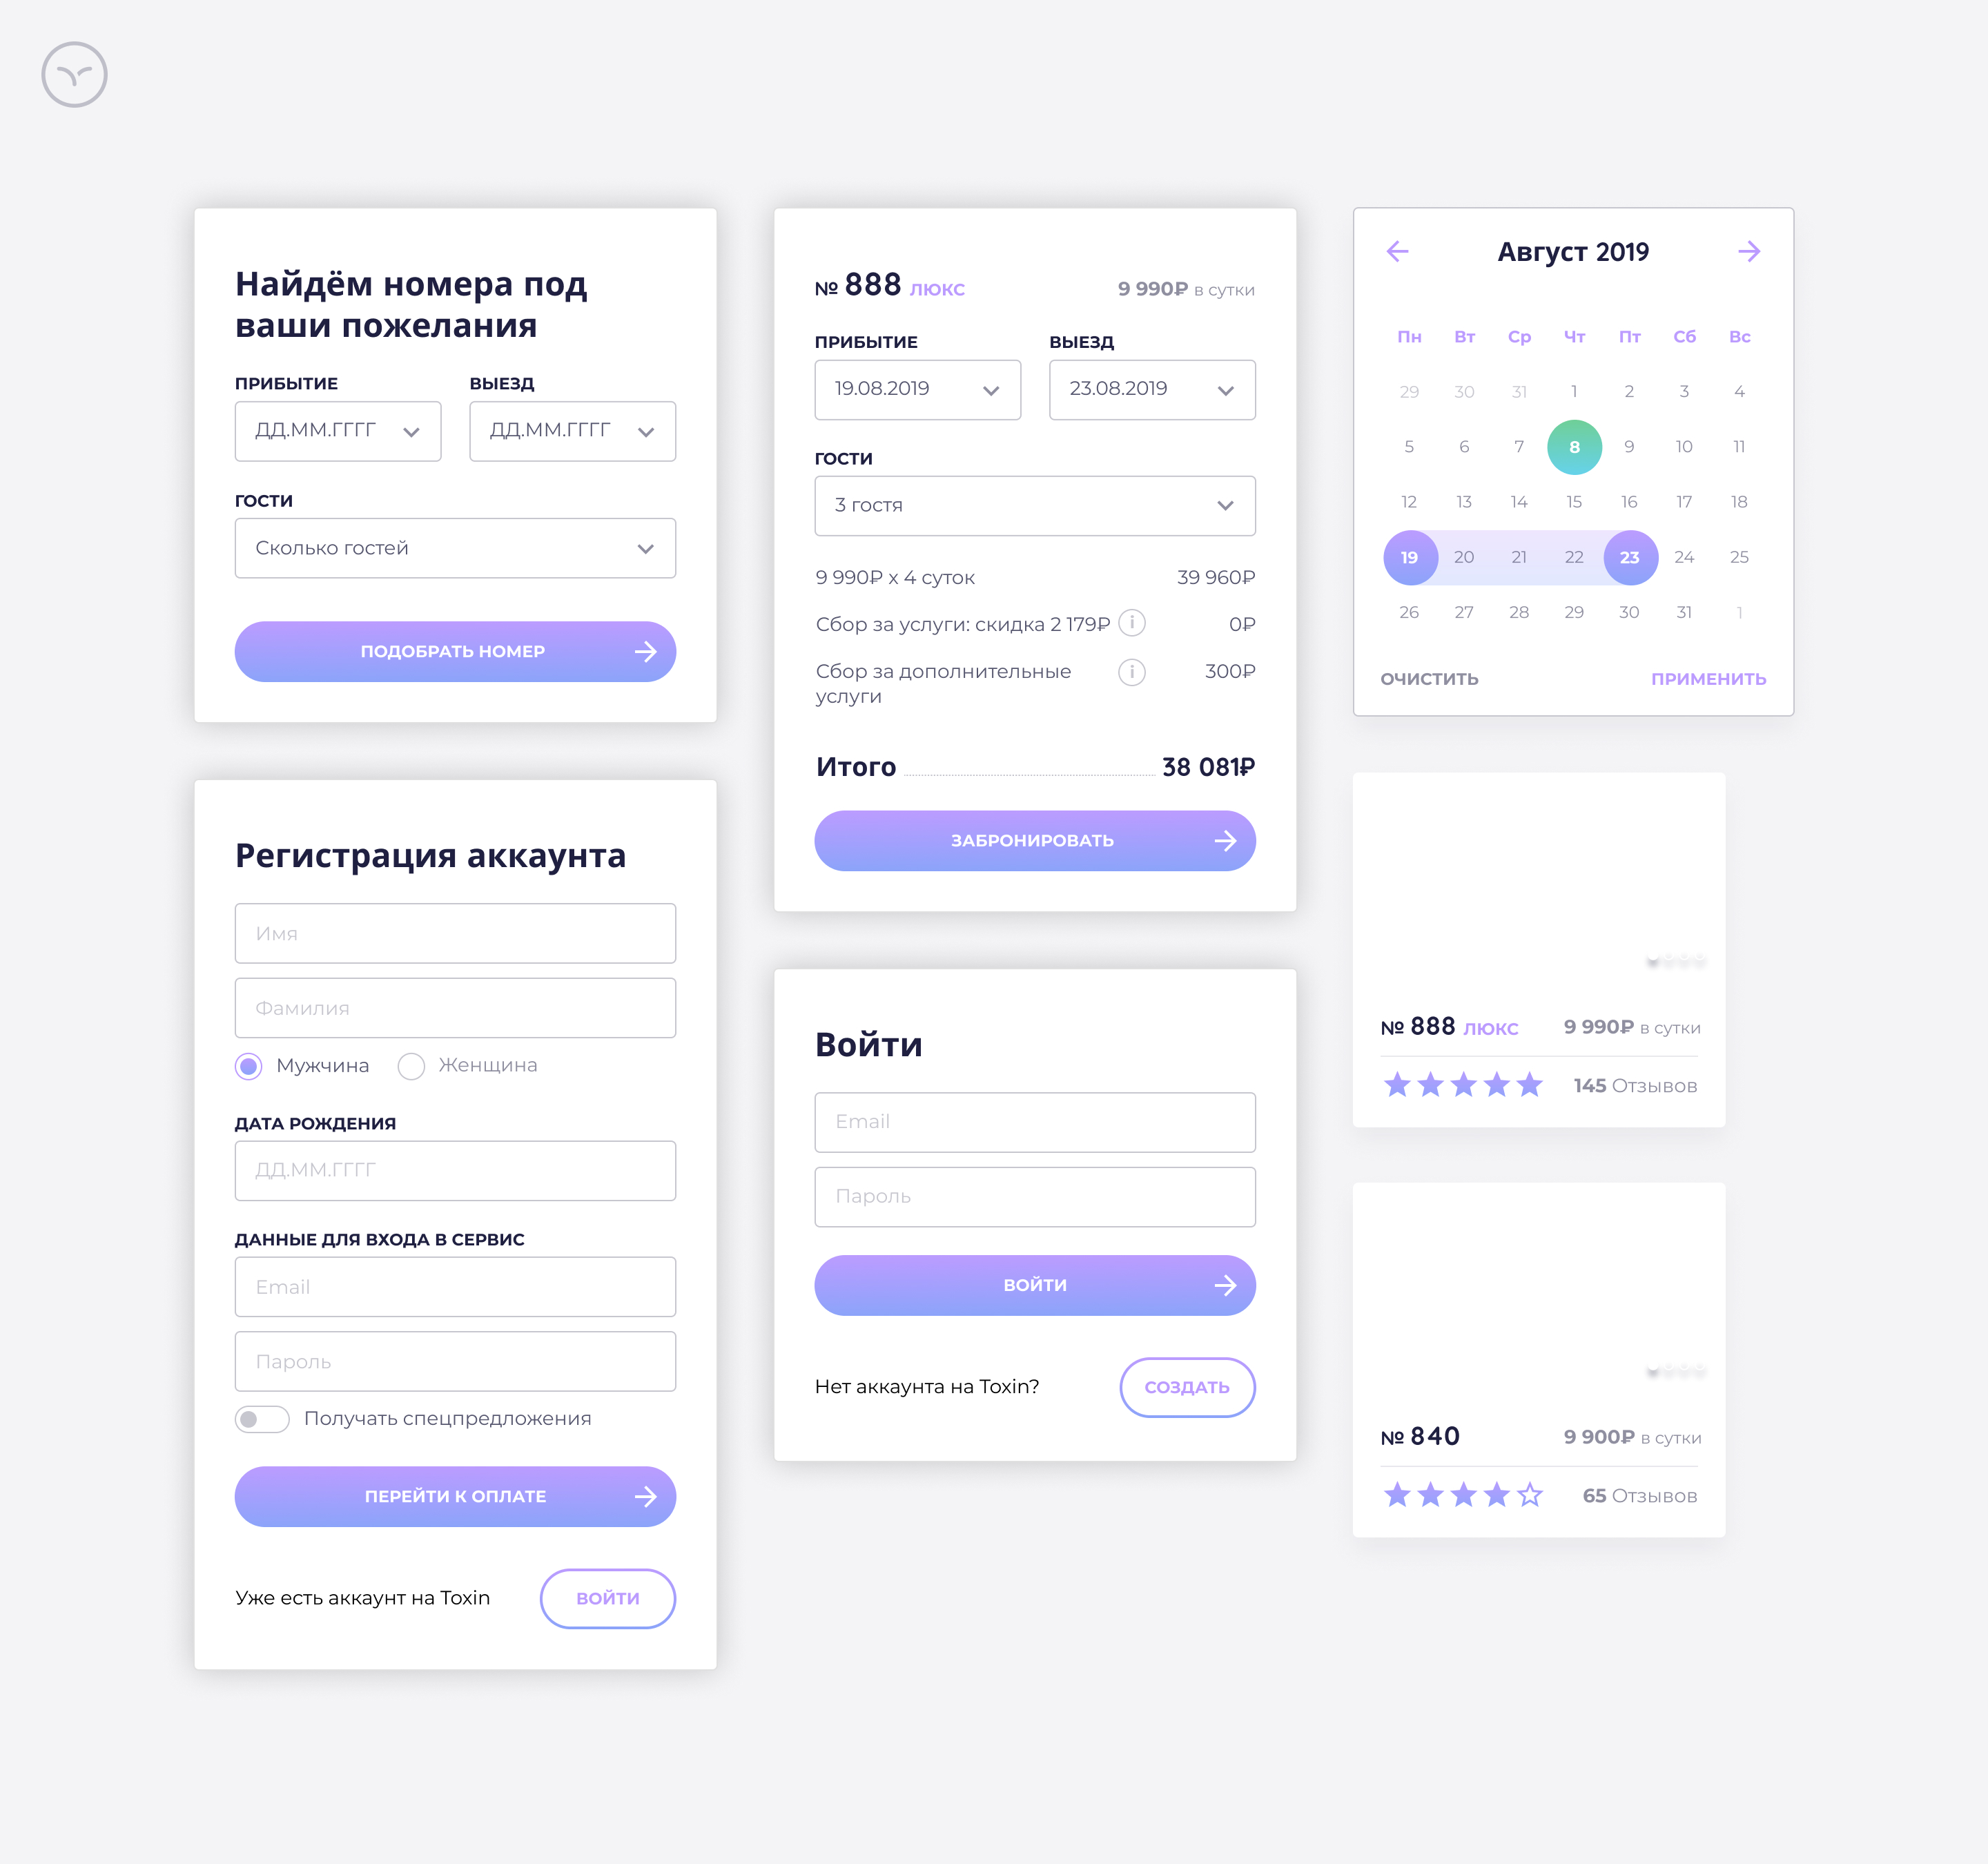 Найдём номера под
ваши пожелания
ПРИБЫТИЕ ВЫЕЗД
ДД.ММ.ГГГГ ДД.ММ.ГГГГ
ГОСТИ
Сколько гостей
ПОДОБРАТЬ НОМЕР
Регистрация аккаунта
Имя
Фамилия
Мужчина Женщина
ДАТА РОЖДЕНИЯ
ДД.ММ.ГГГГ
ДАННЫЕ ДЛЯ ВХОДА В СЕРВИС
Email
Пароль
Получать спецпредложения
ПЕРЕЙТИ К ОПЛАТЕ
Уже есть аккаунт на Toxin ВОЙТИ
№ 888 ЛЮКС 9 990₽ в сутки
ПРИБЫТИЕ ВЫЕЗД
19.08.2019 23.08.2019
ГОСТИ
3 гостя
9 990₽ х 4 суток 39 960₽
Сбор за услуги: скидка 2 179₽ i 0₽
Сбор за дополнительные i 300₽
услуги
Итого 38 081₽
ЗАБРОНИРОВАТЬ
Войти
Email
Пароль
ВОЙТИ
Нет аккаунта на Toxin? СОЗДАТЬ
Август 2019
Пн Вт Ср Чт Пт Сб Вс
29 30 31 1 2 3 4
5 6 7 8 9 10 11
12 13 14 15 16 17 18
19 20 21 22 23 24 25
26 27 28 29 30 31 1
ОЧИСТИТЬ ПРИМЕНИТЬ
№ 888 ЛЮКС 9 990₽ в сутки
145 Отзывов
№ 840 9 900₽ в сутки
65 Отзывов